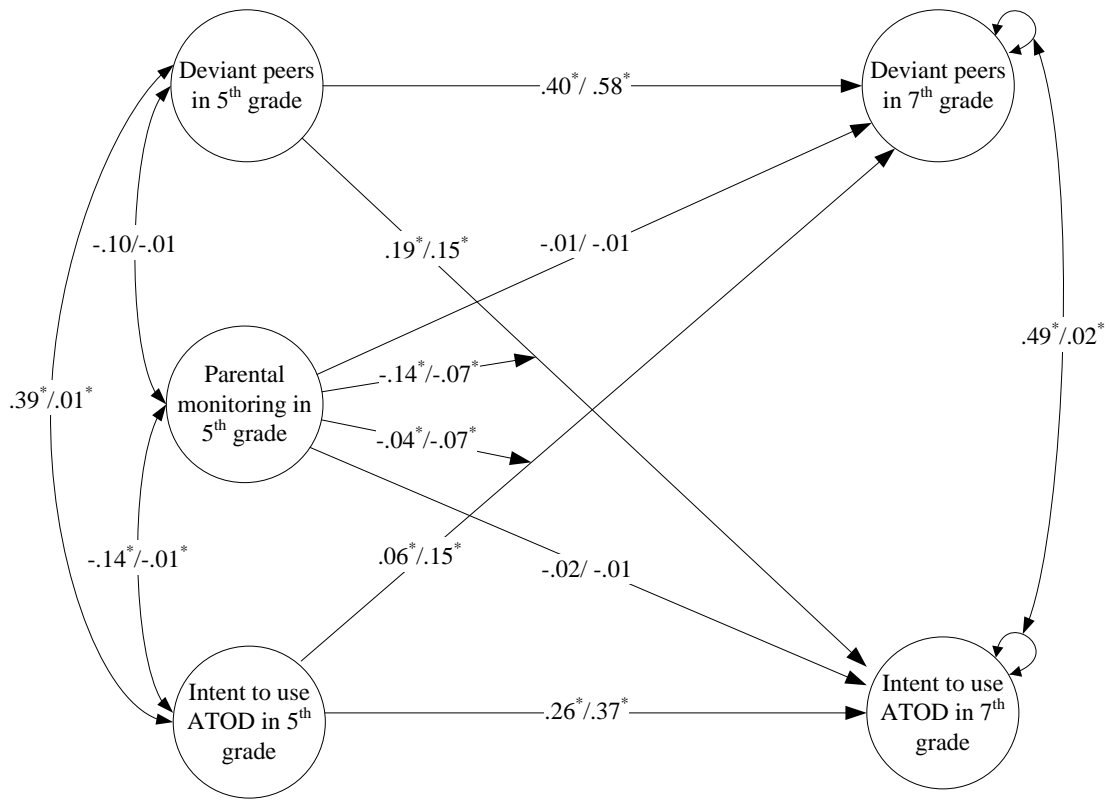 Deviant peers
in 5th grade
.40*/ .58*
Deviant peers
in 7th grade
-.10/-.01
.19*/.15*
-.01/ -.01
.49*/.02*
.39*/.01*
Parental
monitoring in
5th grade
-.14*/-.07*
-.04*/-.07*
-.14*/-.01*
.06*/.15*
-.02/ -.01
Intent to use
ATOD in 5th
grade
.26*/.37*
Intent to use
ATOD in 7th
grade